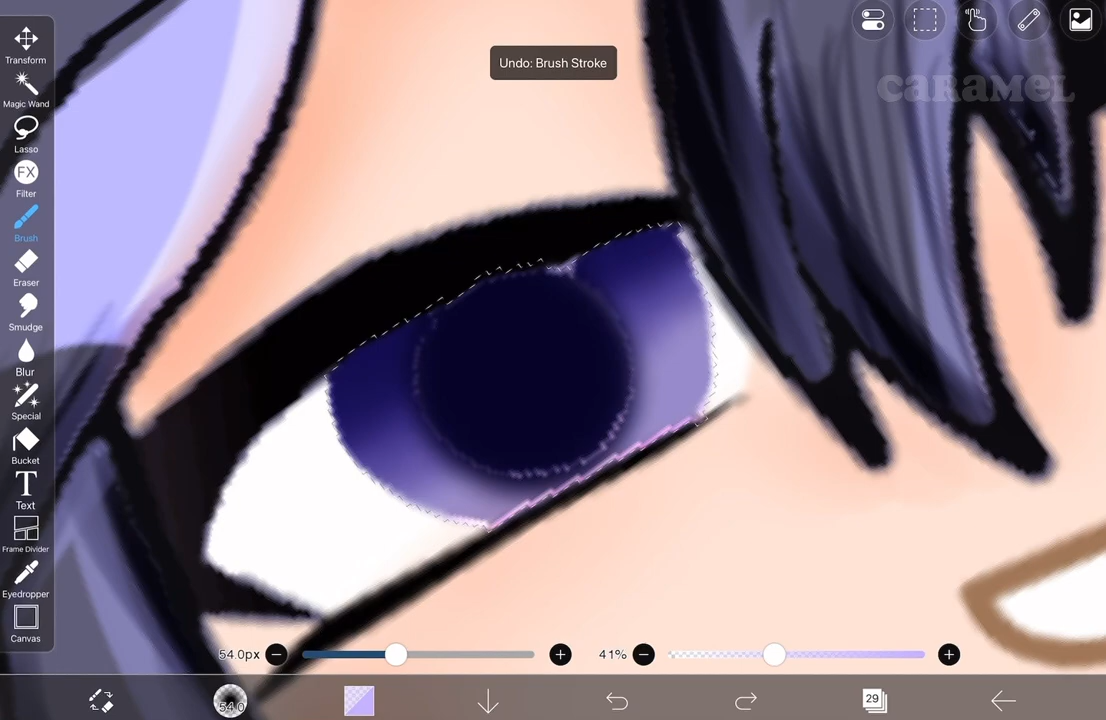 Undo: Brush Stroke
CARAMEL
Transform
Magic Wand
Lasso
FX
Filter
Brush
Eraser
Smudge
Blur
Special
Bucket
T
Text
Frame Divider
Eyedropper
Canvas
54.0px
41%
54.0
29